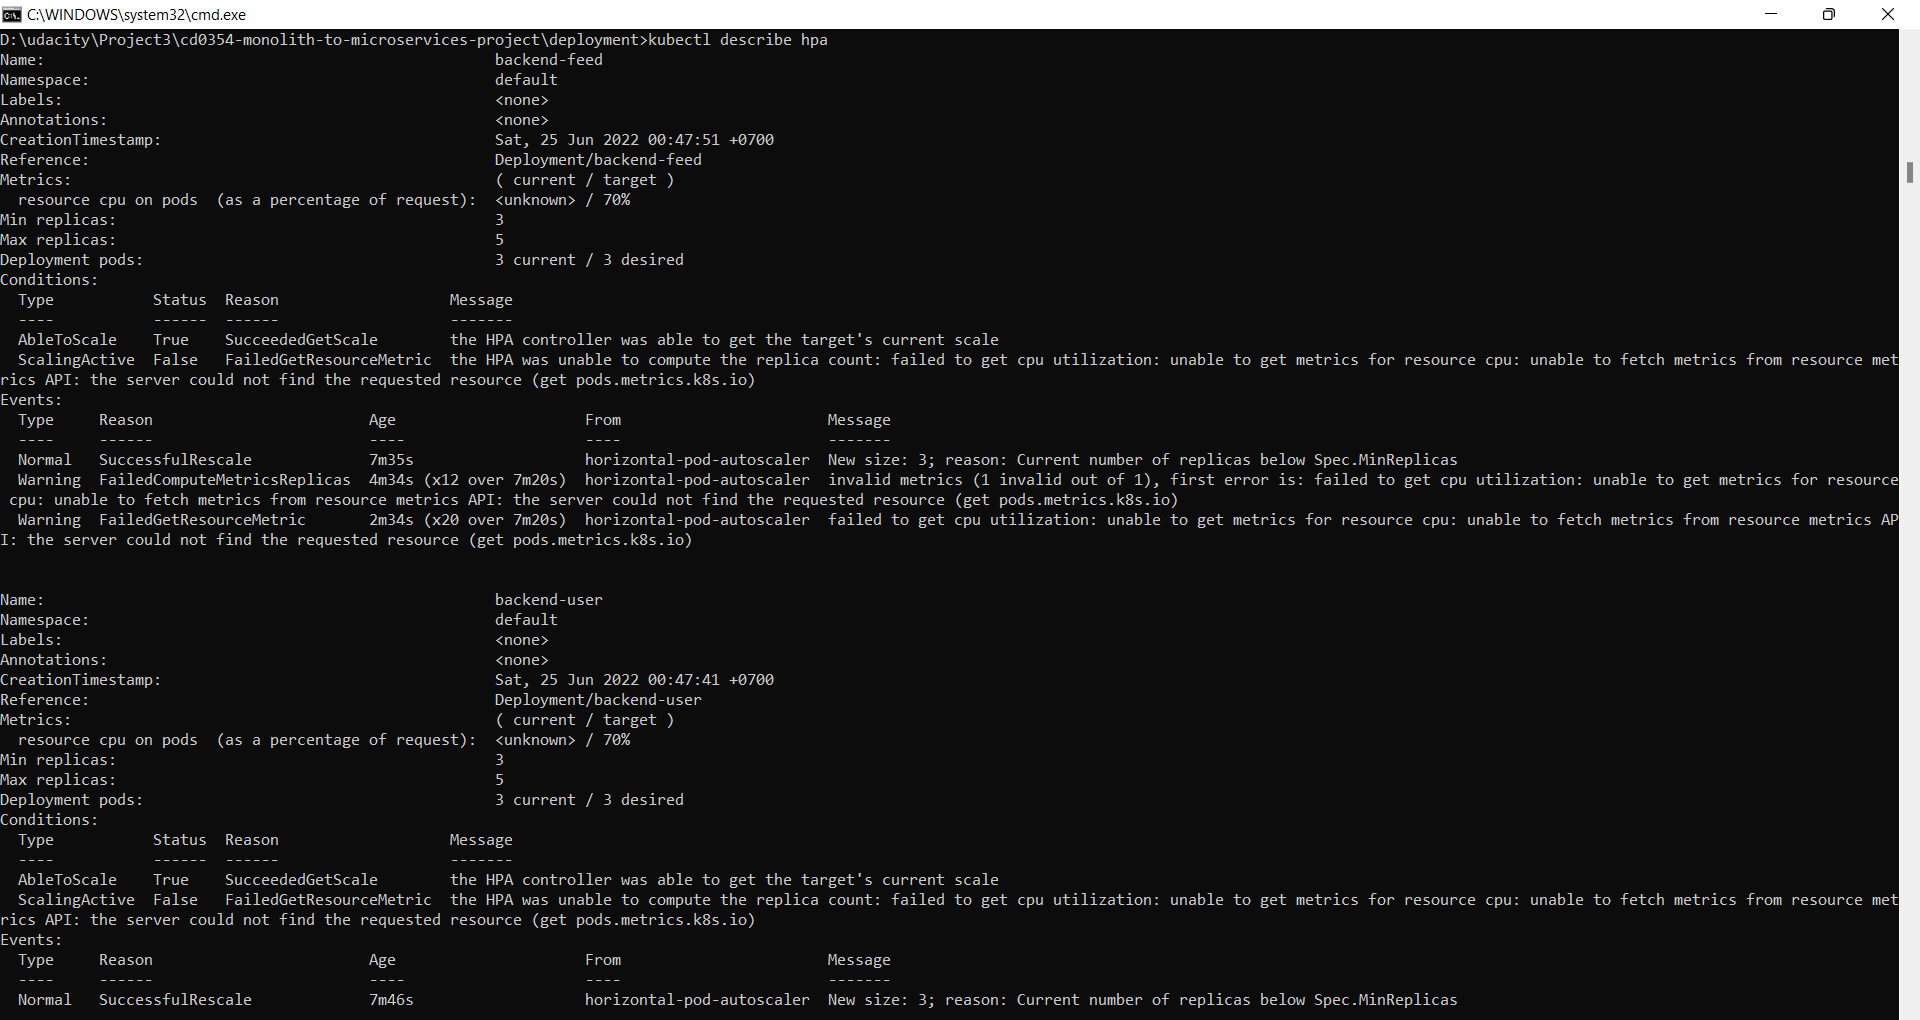 C:\WINDOWS\system32\cmd.exe
D:\udacity\Project3\cd0354-monolith-to-microservices-project\deployment>kubectl describe hpa
Name:                                                  backend-feed
Namespace:                                             default
Labels:                                                <none>
Annotations:                                           <none>
CreationTimestamp:                                     Sat, 25 Jun 2022 00:47:51 +0700
Reference:                                             Deployment/backend-feed
Metrics:                                               ( current / target )
  resource cpu on pods  (as a percentage of request):  <unknown> / 70%
Min replicas:                                          3
Max replicas:                                          5
Deployment pods:                                       3 current / 3 desired
Conditions:
  Type           Status  Reason                   Message
  ----           ------  ------                   -------
  AbleToScale    True    SucceededGetScale        the HPA controller was able to get the target's current scale
  ScalingActive  False   FailedGetResourceMetric  the HPA was unable to compute the replica count: failed to get cpu utilization: unable to get metrics for resource cpu: unable to fetch metrics from resource met
rics API: the server could not find the requested resource (get pods.metrics.k8s.io)
Events:
  Type     Reason                        Age                     From                       Message
  ----     ------                        ----                    ----                       -------
  Normal   SuccessfulRescale             7m35s                   horizontal-pod-autoscaler  New size: 3; reason: Current number of replicas below Spec.MinReplicas
  Warning  FailedComputeMetricsReplicas  4m34s (x12 over 7m20s)  horizontal-pod-autoscaler  invalid metrics (1 invalid out of 1), first error is: failed to get cpu utilization: unable to get metrics for resource
 cpu: unable to fetch metrics from resource metrics API: the server could not find the requested resource (get pods.metrics.k8s.io)
  Warning  FailedGetResourceMetric       2m34s (x20 over 7m20s)  horizontal-pod-autoscaler  failed to get cpu utilization: unable to get metrics for resource cpu: unable to fetch metrics from resource metrics AP
I: the server could not find the requested resource (get pods.metrics.k8s.io)
Name:                                                  backend-user
Namespace:                                             default
Labels:                                                <none>
Annotations:                                           <none>
CreationTimestamp:                                     Sat, 25 Jun 2022 00:47:41 +0700
Reference:                                             Deployment/backend-user
Metrics:                                               ( current / target )
  resource cpu on pods  (as a percentage of request):  <unknown> / 70%
Min replicas:                                          3
Max replicas:                                          5
Deployment pods:                                       3 current / 3 desired
Conditions:
  Type           Status  Reason                   Message
  ----           ------  ------                   -------
  AbleToScale    True    SucceededGetScale        the HPA controller was able to get the target's current scale
  ScalingActive  False   FailedGetResourceMetric  the HPA was unable to compute the replica count: failed to get cpu utilization: unable to get metrics for resource cpu: unable to fetch metrics from resource met
rics API: the server could not find the requested resource (get pods.metrics.k8s.io)
Events:
  Type     Reason                        Age                     From                       Message
  ----     ------                        ----                    ----                       -------
  Normal   SuccessfulRescale             7m46s                   horizontal-pod-autoscaler  New size: 3; reason: Current number of replicas below Spec.MinReplicas